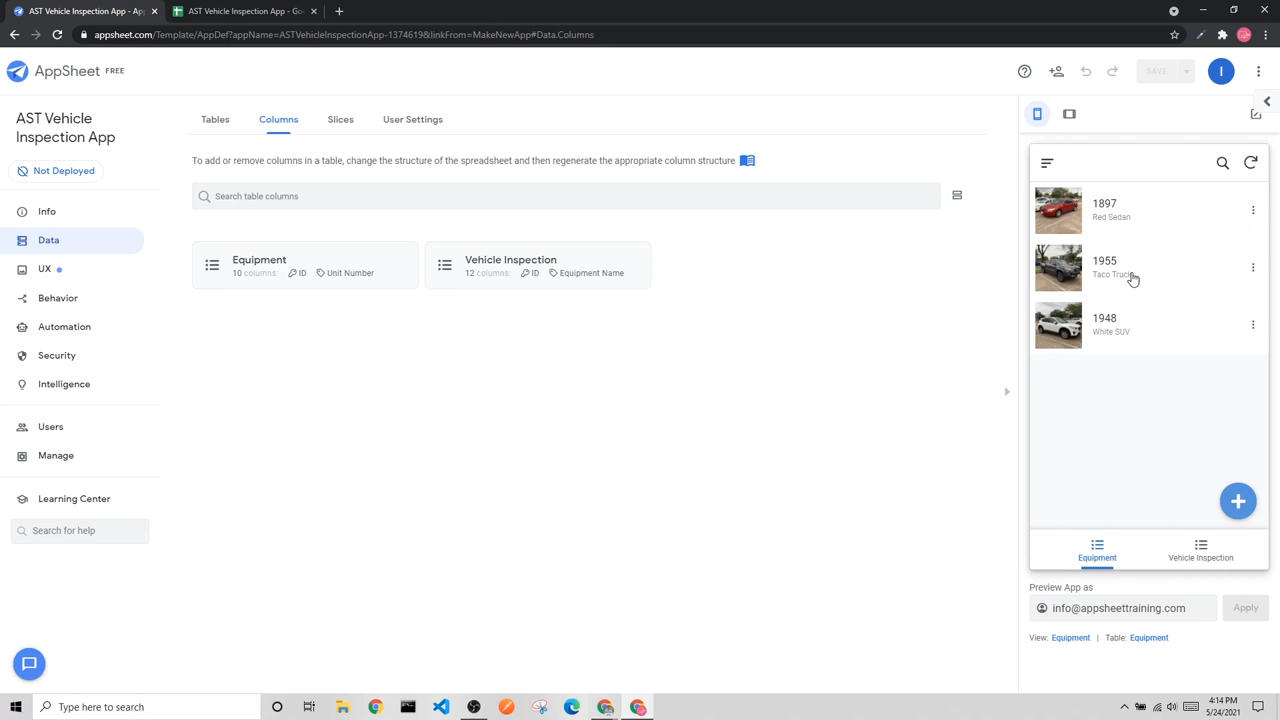 AST Vehicle Inspection App - App
AST Vehicle Inspection App - Go
appsheet.com/Template/AppDef?appName=ASTVehicleInspectionApp-1374619&linkFrom=MakeNewApp#Data.Columns
AppSheet FREE
SAVE
I
AST Vehicle
Inspection App
Not Deployed
Info
Data
UX
Behavior
Automation
Security
Intelligence
Users
Manage
Learning Center
Search for help
Tables
Columns
Slices
User Settings
To add or remove columns in a table, change the structure of the spreadsheet and then regenerate the appropriate column structure
Search table columns
Equipment
10 columns: ID Unit Number
Vehicle Inspection
12 columns: ID Equipment Name
1897
Red Sedan
1955
Taco Truck
1948
White SUV
Equipment
Vehicle Inspection
Preview App as
info@appsheettraining.com
Apply
View: Equipment | Table: Equipment
Type here to search
4:14 PM
5/24/2021